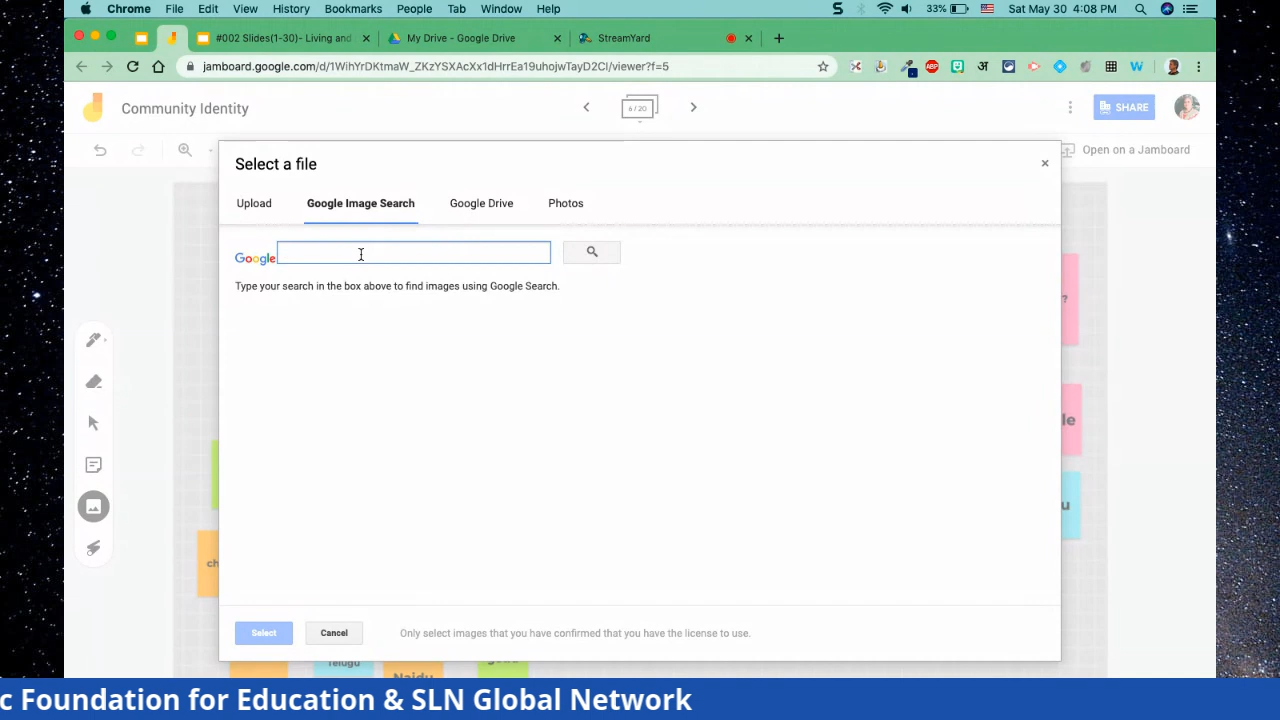 Chrome File Edit View History Bookmarks People Tab Window Help 33% Sat May 30 4:08 PM
#002 Slides(1-30)- Living and My Drive - Google Drive StreamYard
jamboard.google.com/d/1WihYrDKtmaW_ZKzYSXAcXx1dHrrEa19uhojwTayD2CI/viewer?f=5
Community Identity 6 / 20 SHARE
Open on a Jamboard
Select a file
Upload Google Image Search Google Drive Photos
Google
Type your search in the box above to find images using Google Search.
?
le
u
ch
Select Cancel Only select images that you have confirmed that you have the license to use.
Telugu
Naidu
c Foundation for Education & SLN Global Network